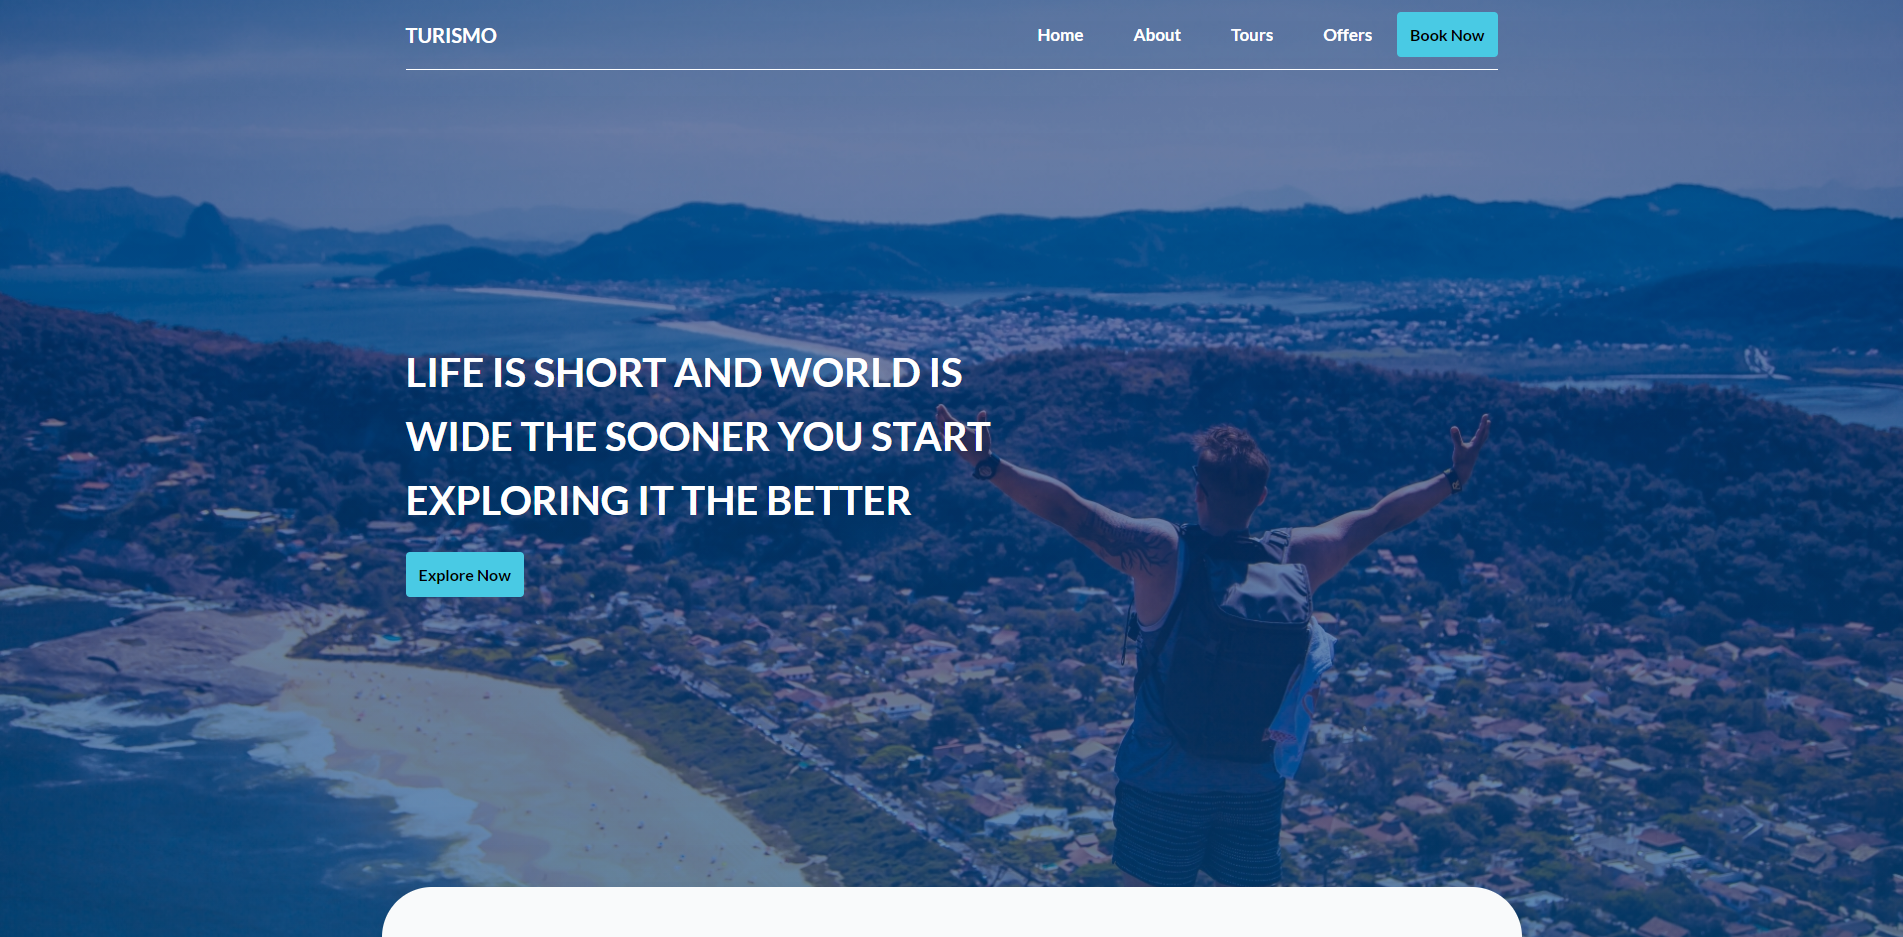 TURISMO
Home About Tours Offers Book Now
LIFE IS SHORT AND WORLD IS
WIDE THE SOONER YOU START
EXPLORING IT THE BETTER
Explore Now